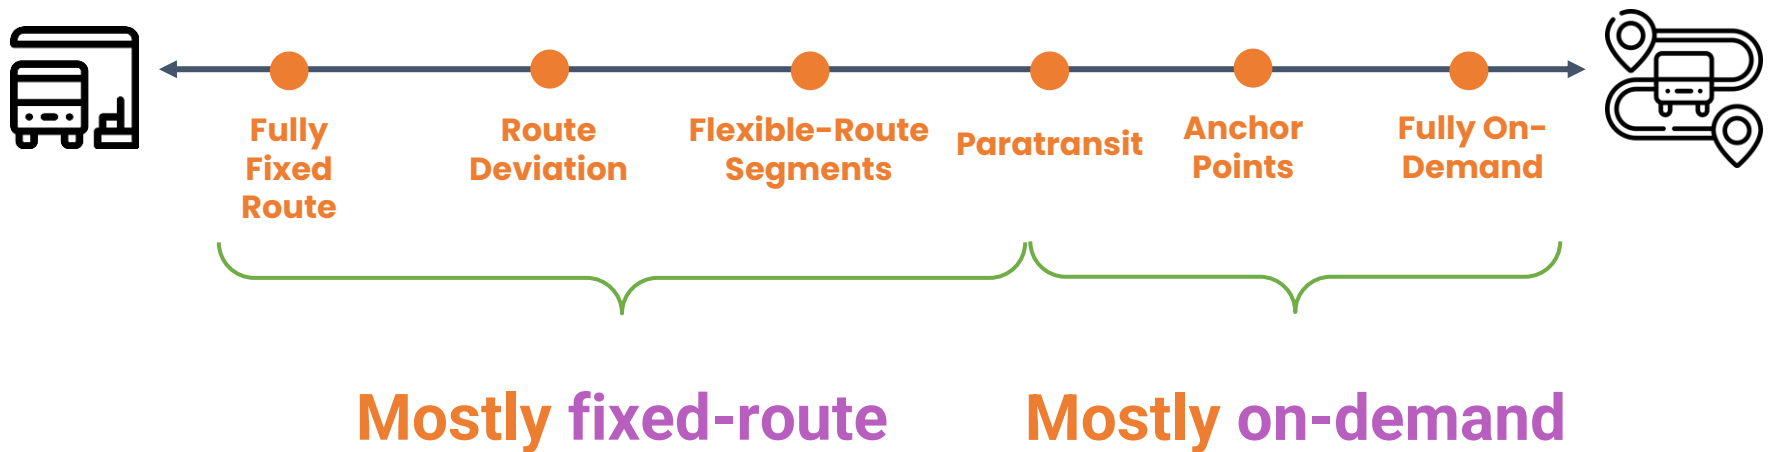 Fully
Fixed
Route
Route
Deviation
Flexible-Route
Segments
Paratransit
Anchor
Points
Fully On-
Demand
Mostly fixed-route
Mostly on-demand